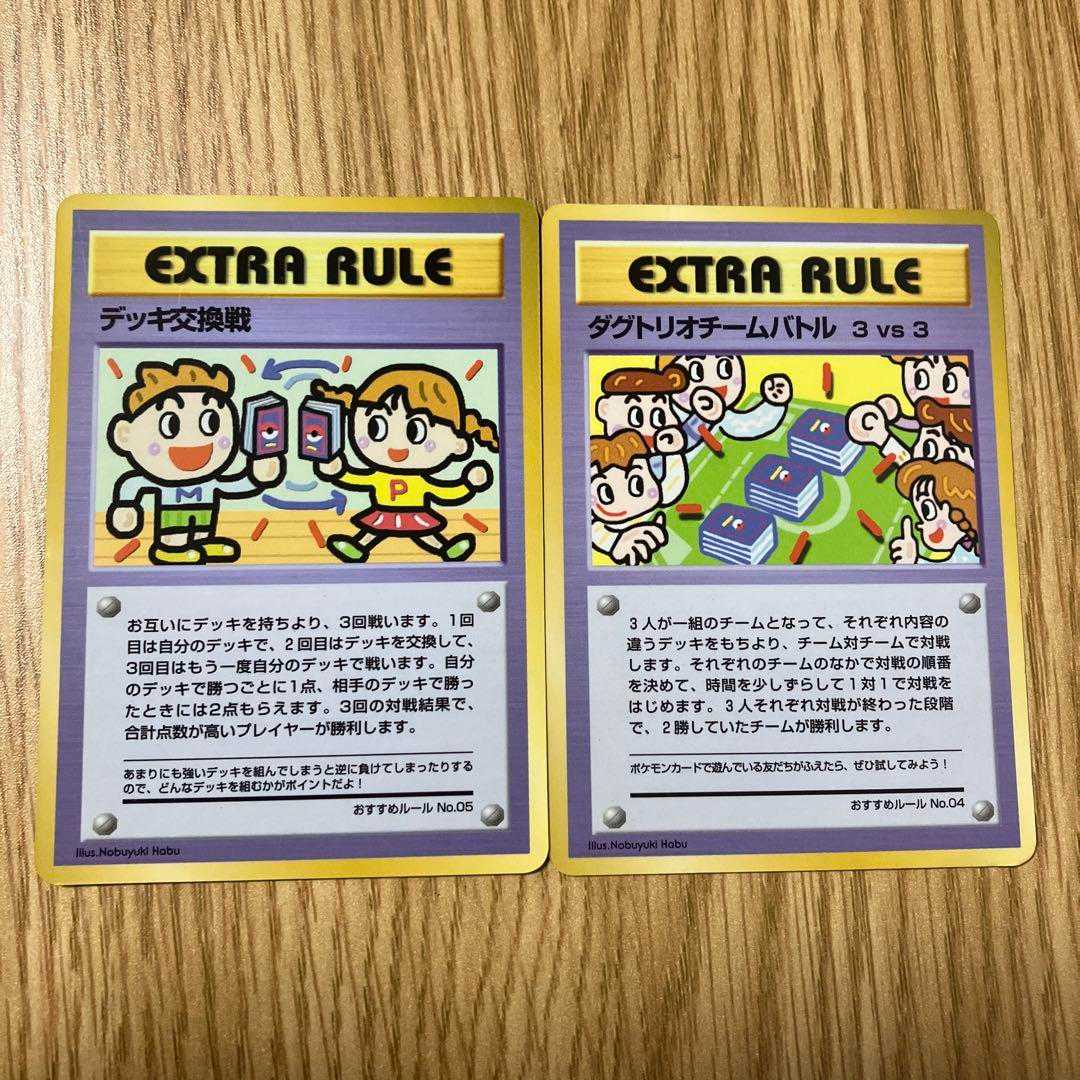 EXTRA RULE
デッキ交換戦
M
P
お互いにデッキを持ちより、3回戦います。1回
目は自分のデッキで、2回目はデッキを交換して、
3回目はもう一度自分のデッキで戦います。自分
のデッキで勝つごとに1点、相手のデッキで勝っ
たときには2点もらえます。3回の対戦結果で、
合計点数が高いプレイヤーが勝利します。
あまりにも強いデッキを組んでしまうと逆に負けてしまったりする
ので、どんなデッキを組むかがポイントだよ！
おすすめルール No.05
Illus.Nobuyuki Habu
EXTRA RULE
ダグトリオチームバトル 3 vs 3
3人が一組のチームとなって、それぞれ内容の
違うデッキをもちより、チーム対チームで対戦
します。それぞれのチームのなかで対戦の順番
を決めて、時間を少しずらして1対1で対戦を
はじめます。3人それぞれ対戦が終わった段階
で、2勝していたチームが勝利します。
ポケモンカードで遊んでいる友だちがふえたら、ぜひ試してみよう！
おすすめルール No.04
Illus.Nobuyuki Habu